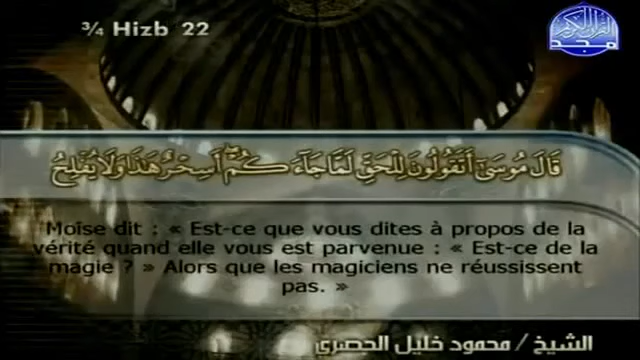 ¾ Hizb 22
القرآن الكريم
مجد
قَالَ مُوسَىٰٓ أَتَقُولُونَ لِلْحَقِّ لَمَّا جَآءَكُمْ ۖ أَسِحْرٌ هَٰذَا وَلَا يُفْلِحُ
Moïse dit : « Est-ce que vous dites à propos de la
vérité quand elle vous est parvenue : « Est-ce de la
magie ? » Alors que les magiciens ne réussissent
pas. »
الشيخ / محمود خليل الحصري